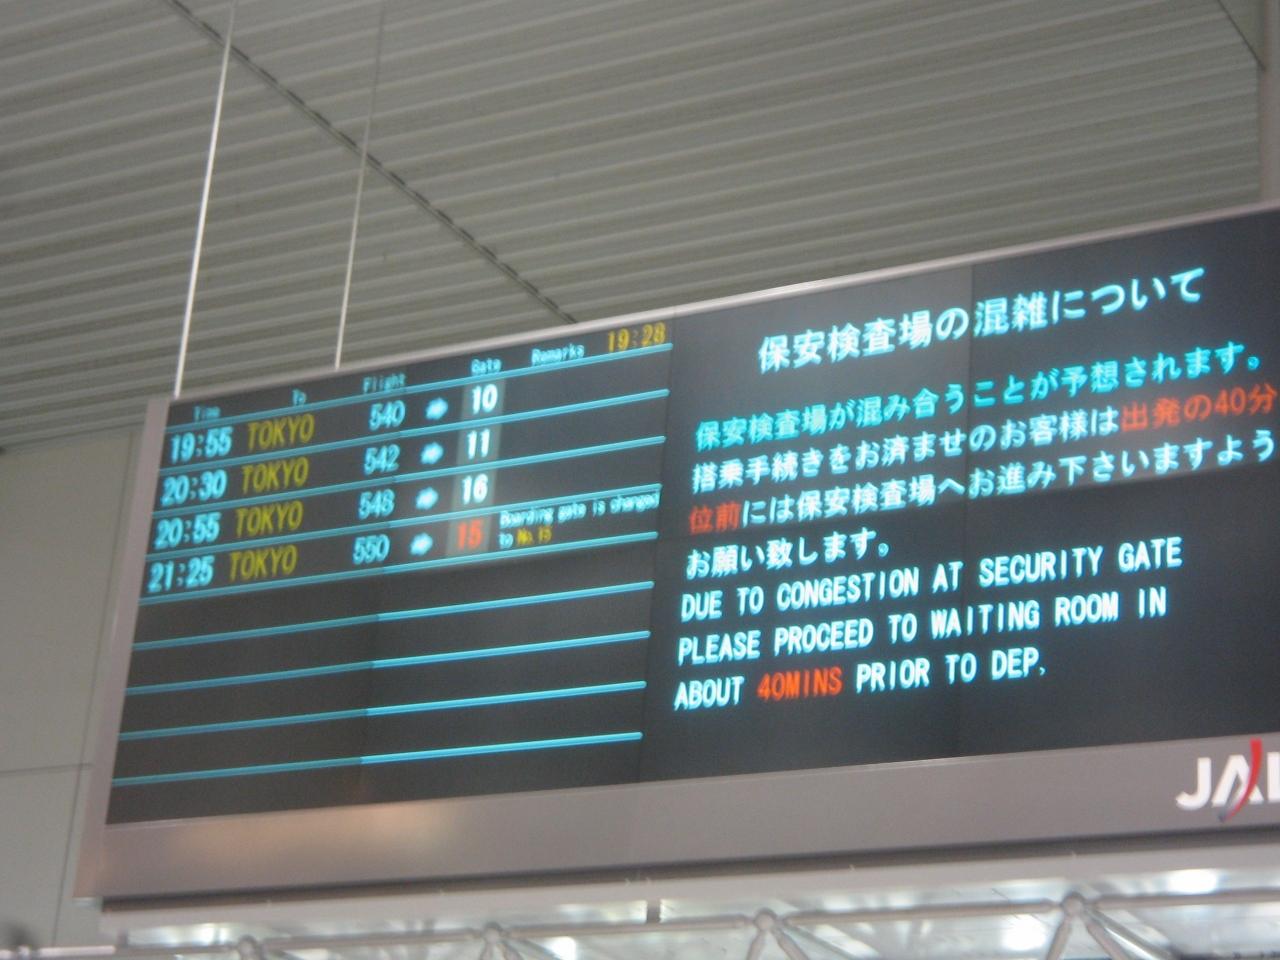 Time To Flight Gate Remarks 19:28
19:55 TOKYO 540 10
20:30 TOKYO 542 11
20:55 TOKYO 548 16
21:25 TOKYO 550 15 Boarding gate is changed
to No.15
保安検査場の混雑について
保安検査場が混み合うことが予想されます。
搭乗手続きをお済ませのお客様は出発の40分
位前には保安検査場へお進み下さいますよう
お願い致します。
DUE TO CONGESTION AT SECURITY GATE
PLEASE PROCEED TO WAITING ROOM IN
ABOUT 40MINS PRIOR TO DEP.
JAL